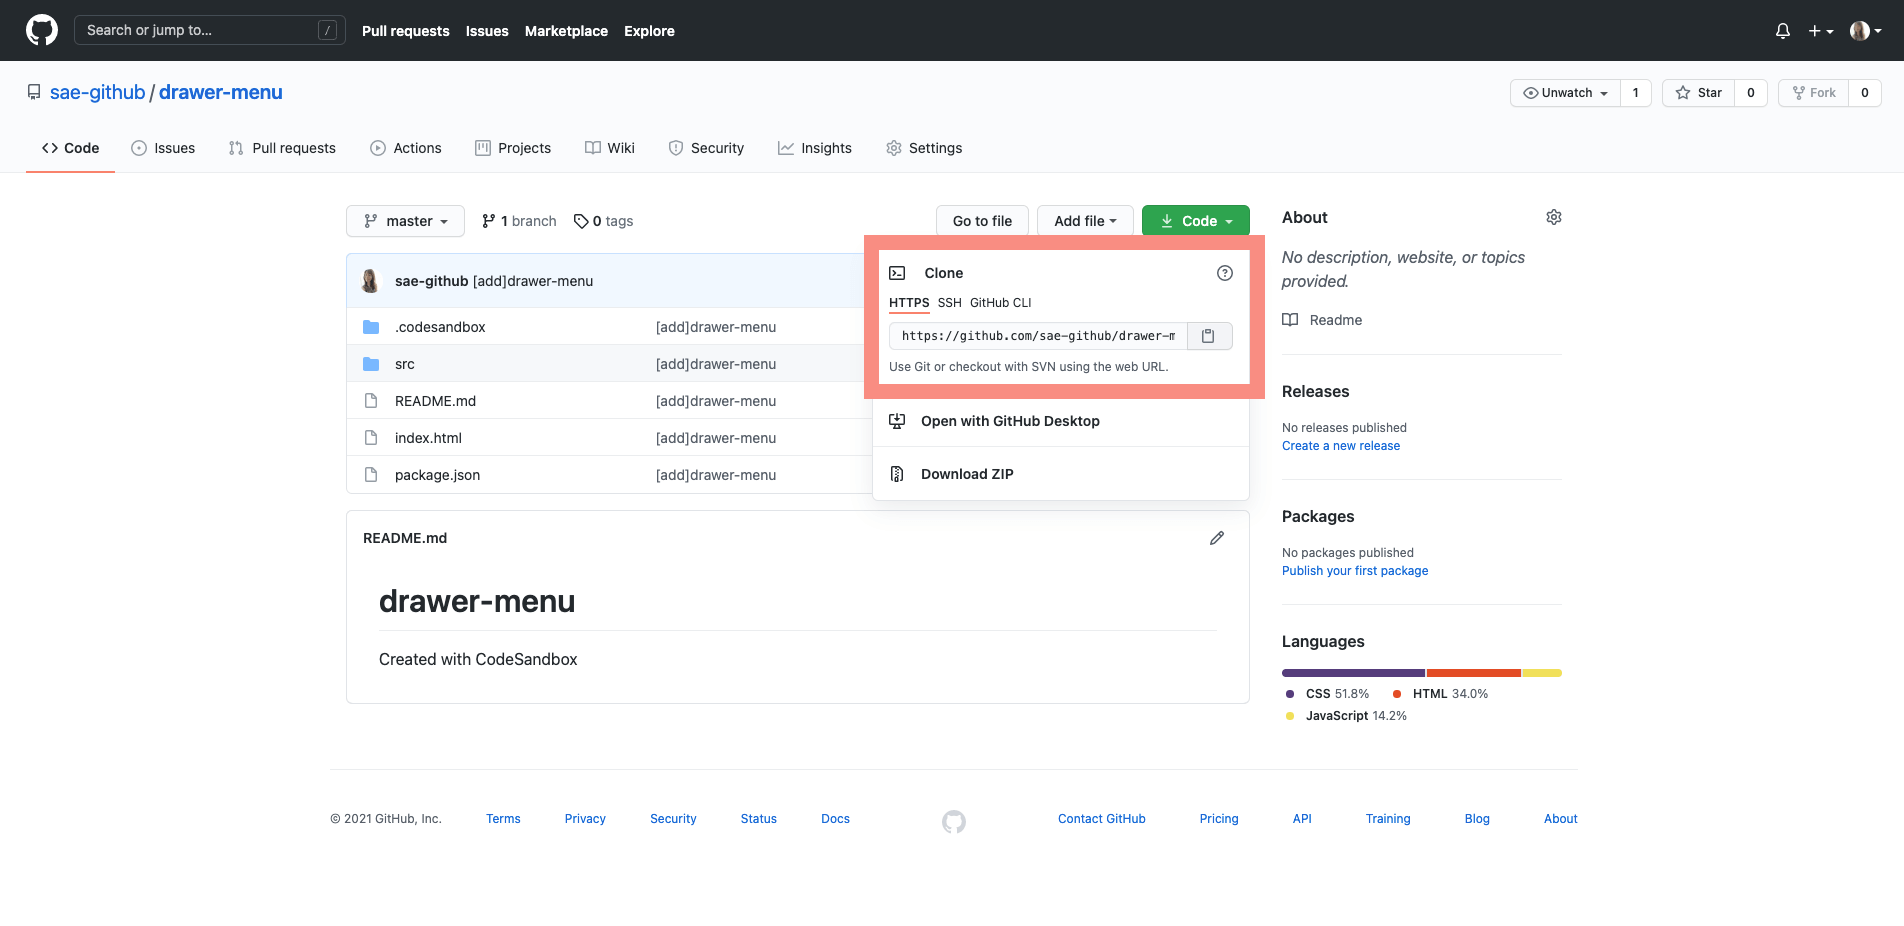 Search or jump to... /
Pull requests Issues Marketplace Explore
sae-github / drawer-menu
Unwatch 1 Star 0 Fork 0
Code Issues Pull requests Actions Projects Wiki Security Insights Settings
master 1 branch 0 tags
Go to file Add file Code
sae-github [add]drawer-menu
.codesandbox [add]drawer-menu
src [add]drawer-menu
README.md [add]drawer-menu
index.html [add]drawer-menu
package.json [add]drawer-menu
Clone
HTTPS SSH GitHub CLI
https://github.com/sae-github/drawer-m
Use Git or checkout with SVN using the web URL.
Open with GitHub Desktop
Download ZIP
README.md
drawer-menu
Created with CodeSandbox
About
No description, website, or topics
provided.
Readme
Releases
No releases published
Create a new release
Packages
No packages published
Publish your first package
Languages
CSS 51.8% HTML 34.0%
JavaScript 14.2%
© 2021 GitHub, Inc. Terms Privacy Security Status Docs Contact GitHub Pricing API Training Blog About